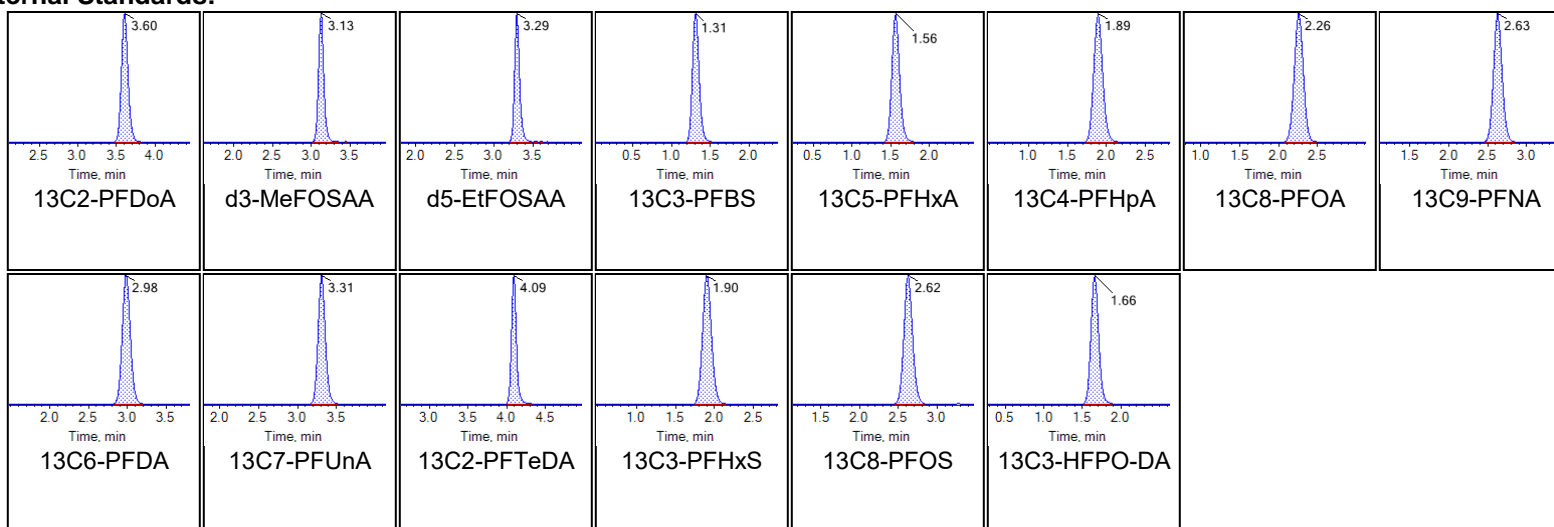 3.60
3.13
3.29
1.31
1.56
1.89
2.26
2.63
2.5 3.0 3.5 4.0
2.0 2.5 3.0 3.5
2.0 2.5 3.0 3.5
0.5 1.0 1.5 2.0
0.5 1.0 1.5 2.0
1.0 1.5 2.0 2.5
1.0 1.5 2.0 2.5
1.5 2.0 2.5 3.0
Time, min Time, min Time, min Time, min Time, min Time, min Time, min Time, min
13C2-PFDoA d3-MeFOSAA d5-EtFOSAA 13C3-PFBS 13C5-PFHxA 13C4-PFHpA 13C8-PFOA 13C9-PFNA
2.98
3.31
4.09
1.90
2.62
1.66
2.0 2.5 3.0 3.5
2.0 2.5 3.0 3.5
3.0 3.5 4.0 4.5
1.0 1.5 2.0 2.5
1.5 2.0 2.5 3.0
0.5 1.0 1.5 2.0
Time, min Time, min Time, min Time, min Time, min Time, min
13C6-PFDA 13C7-PFUnA 13C2-PFTeDA 13C3-PFHxS 13C8-PFOS 13C3-HFPO-DA